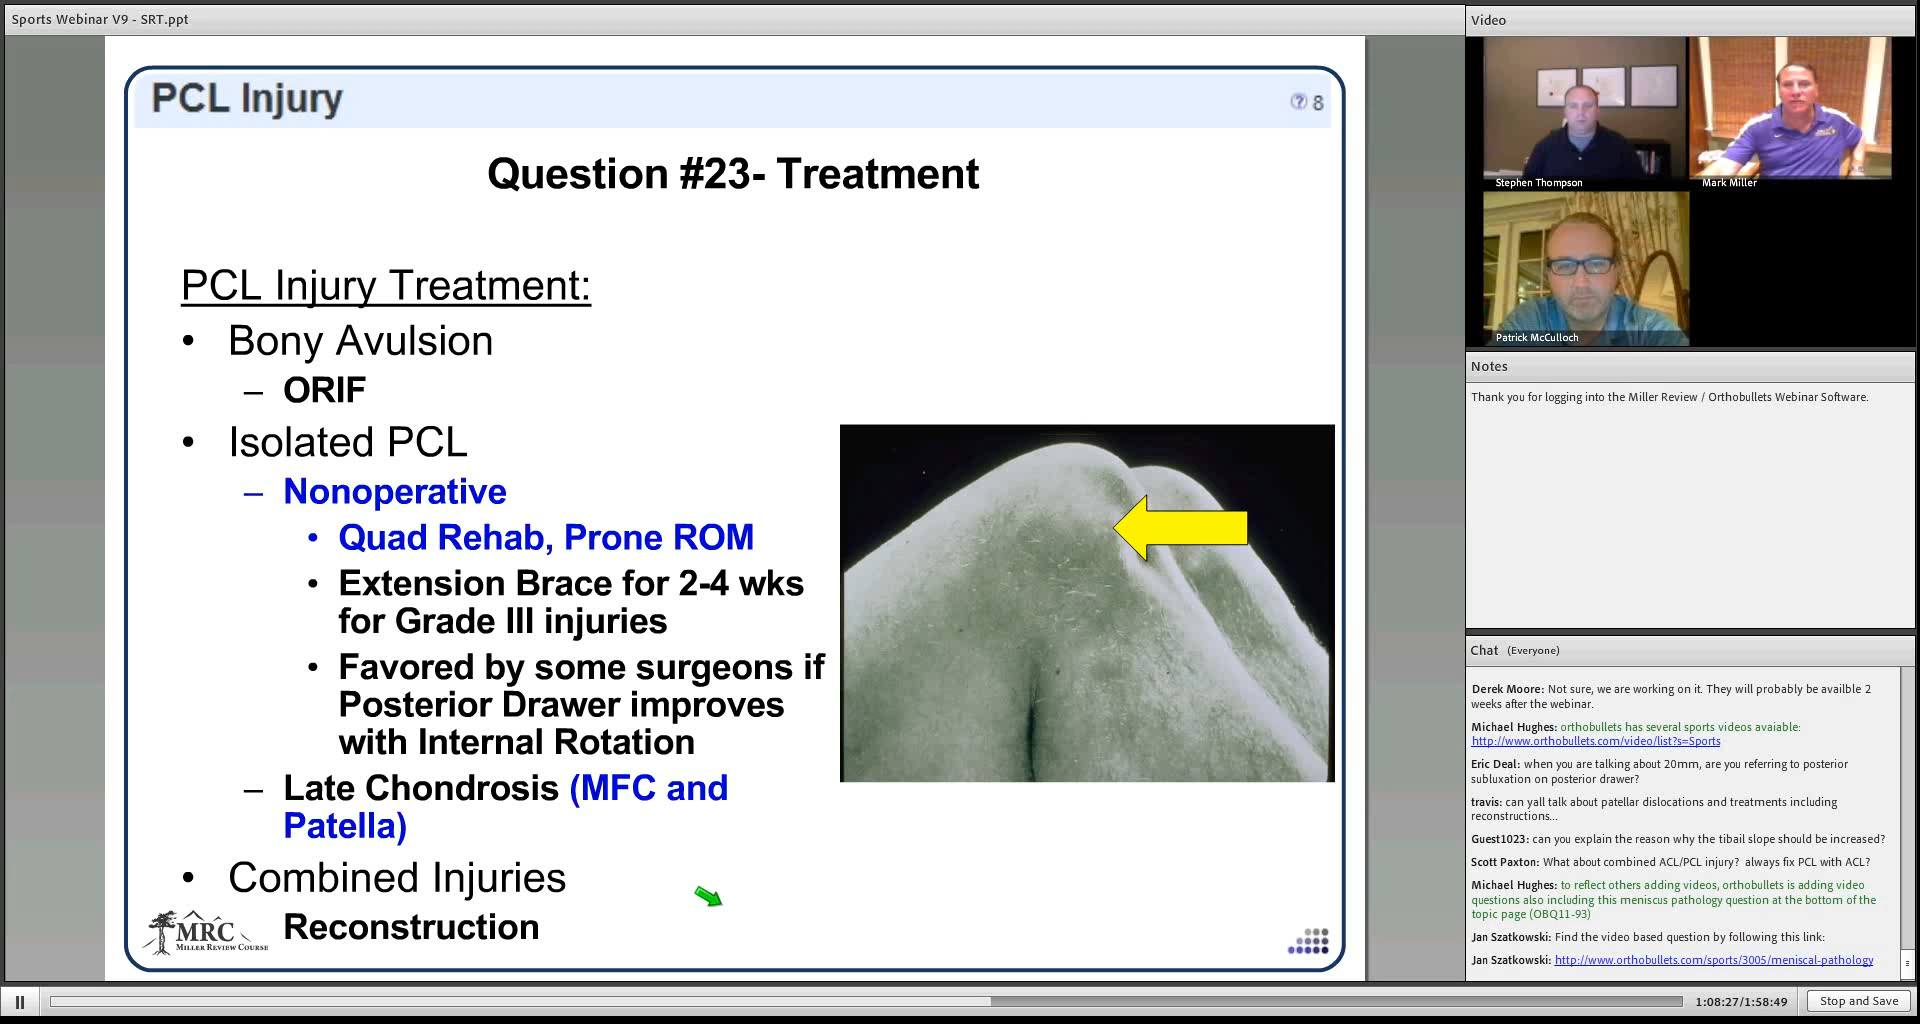 Sports Webinar V9 - SRT.ppt
PCL Injury
8
Question #23- Treatment
PCL Injury Treatment:
• Bony Avulsion
– ORIF
• Isolated PCL
– Nonoperative
• Quad Rehab, Prone ROM
• Extension Brace for 2-4 wks
for Grade III injuries
• Favored by some surgeons if
Posterior Drawer improves
with Internal Rotation
– Late Chondrosis (MFC and
Patella)
• Combined Injuries
Reconstruction
MRC
MILLER REVIEW COURSE
Video
Stephen Thompson
Mark Miller
Patrick McCulloch
Notes
Thank you for logging into the Miller Review / Orthobullets Webinar Software.
Chat (Everyone)
Derek Moore: Not sure, we are working on it. They will probably be availble 2
weeks after the webinar.
Michael Hughes: orthobullets has several sports videos avaiable:
http://www.orthobullets.com/video/list?s=Sports
Eric Deal: when you are talking about 20mm, are you referring to posterior
subluxation on posterior drawer?
travis: can yall talk about patellar dislocations and treatments including
reconstructions...
Guest1023: can you explain the reason why the tibail slope should be increased?
Scott Paxton: What about combined ACL/PCL injury? always fix PCL with ACL?
Michael Hughes: to reflect others adding videos, orthobullets is adding video
questions also including this meniscus pathology question at the bottom of the
topic page (OBQ11-93)
Jan Szatkowski: Find the video based question by following this link:
Jan Szatkowski: http://www.orthobullets.com/sports/3005/meniscal-pathology
1:08:27/1:58:49
Stop and Save